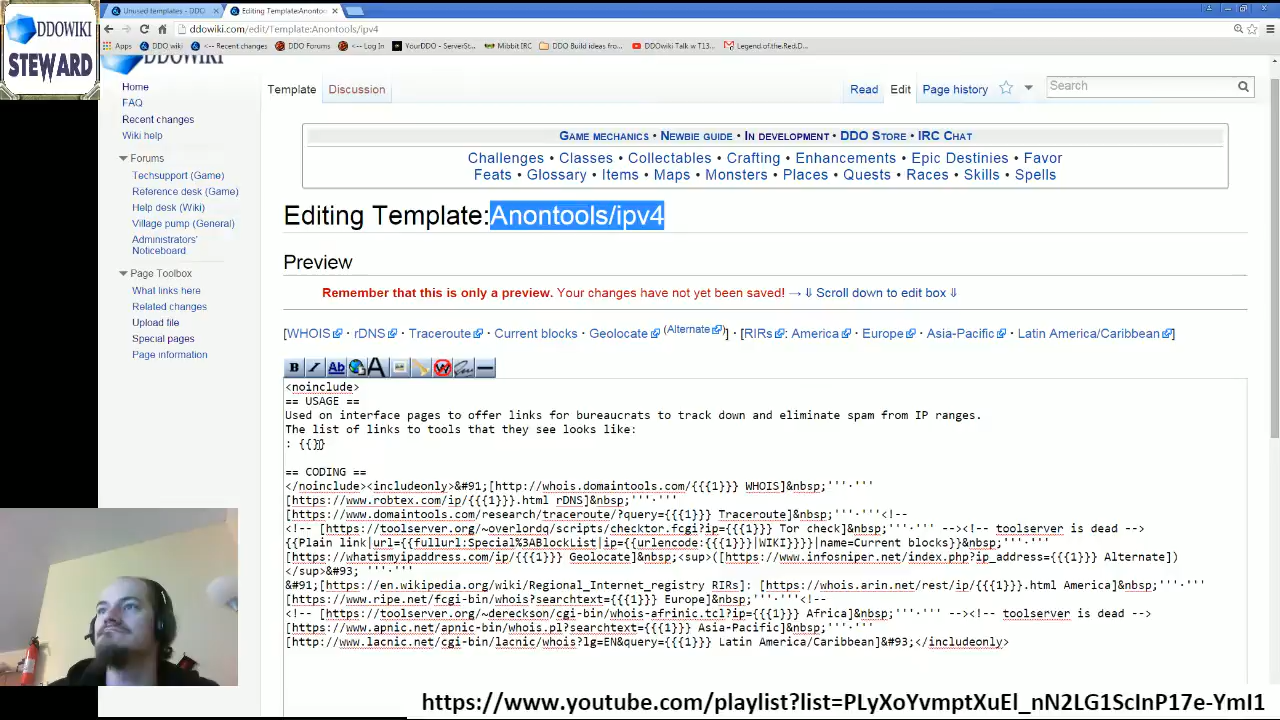 DDOWIKI
STEWARD
Unused templates - DDO
Editing Template:Anontoo
ddowiki.com/edit/Template:Anontools/ipv4
Apps
DDO wiki
<-- Recent changes
DDO Forums
<-- Log In
YourDDO -- ServerSt...
Mibbit IRC
DDO Build ideas from...
DDOwiki Talk w T13...
Legend.of.the.Red....
DDOWIKI
Home
FAQ
Recent changes
Wiki help
Forums
Techsupport (Game)
Reference desk (Game)
Help desk (Wiki)
Village pump (General)
Administrators'
Noticeboard
Page Toolbox
What links here
Related changes
Upload file
Special pages
Page information
Template Discussion Read Edit Page history Search
Game mechanics • Newbie guide • In development • DDO Store • IRC Chat
Challenges • Classes • Collectables • Crafting • Enhancements • Epic Destinies • Favor
Feats • Glossary • Items • Maps • Monsters • Places • Quests • Races • Skills • Spells
Editing Template:Anontools/ipv4
Preview
Remember that this is only a preview. Your changes have not yet been saved! → ⇓ Scroll down to edit box ⇓
[WHOIS · rDNS · Traceroute · Current blocks · Geolocate (Alternate)] · [RIRs: America · Europe · Asia-Pacific · Latin America/Caribbean]
<noinclude>
== USAGE ==
Used on interface pages to offer links for bureaucrats to track down and eliminate spam from IP ranges.
The list of links to tools that they see looks like:
: {{}}
== CODING ==
</noinclude><includeonly>&#91;[http://whois.domaintools.com/{{{1}}} WHOIS]&nbsp;'''·'''
[https://www.robtex.com/ip/{{{1}}}.html rDNS]&nbsp;'''·'''
[https://www.domaintools.com/research/traceroute/?query={{{1}}} Traceroute]&nbsp;'''·'''<!--
<!-- [https://toolserver.org/~overlordq/scripts/checktor.fcgi?ip={{{1}}} Tor check]&nbsp;'''·''' --><!-- toolserver is dead -->
{{Plain link|url={{fullurl:Special%3ABlockList|ip={{urlencode:{{{1}}}|WIKI}}}}|name=Current blocks}}&nbsp;'''·'''
[https://whatismyipaddress.com/ip/{{{1}}} Geolocate]&nbsp;<sup>([https://www.infosniper.net/index.php?ip_address={{{1}}} Alternate])
</sup>&#93; '''·'''
&#91;[https://en.wikipedia.org/wiki/Regional_Internet_registry RIRs]: [https://whois.arin.net/rest/ip/{{{1}}}.html America]&nbsp;'''·'''
[https://www.ripe.net/fcgi-bin/whois?searchtext={{{1}}} Europe]&nbsp;'''·'''<!--
<!-- [https://toolserver.org/~dereckson/cgi-bin/whois-afrinic.tcl?ip={{{1}}} Africa]&nbsp;'''·''' --><!-- toolserver is dead -->
[https://www.apnic.net/apnic-bin/whois.pl?searchtext={{{1}}} Asia-Pacific]&nbsp;'''·'''
[http://www.lacnic.net/cgi-bin/lacnic/whois?lg=EN&query={{{1}}} Latin America/Caribbean]&#93;</includeonly>
https://www.youtube.com/playlist?list=PLyXoYvmptXuEl_nN2LG1ScInP17e-YmI1